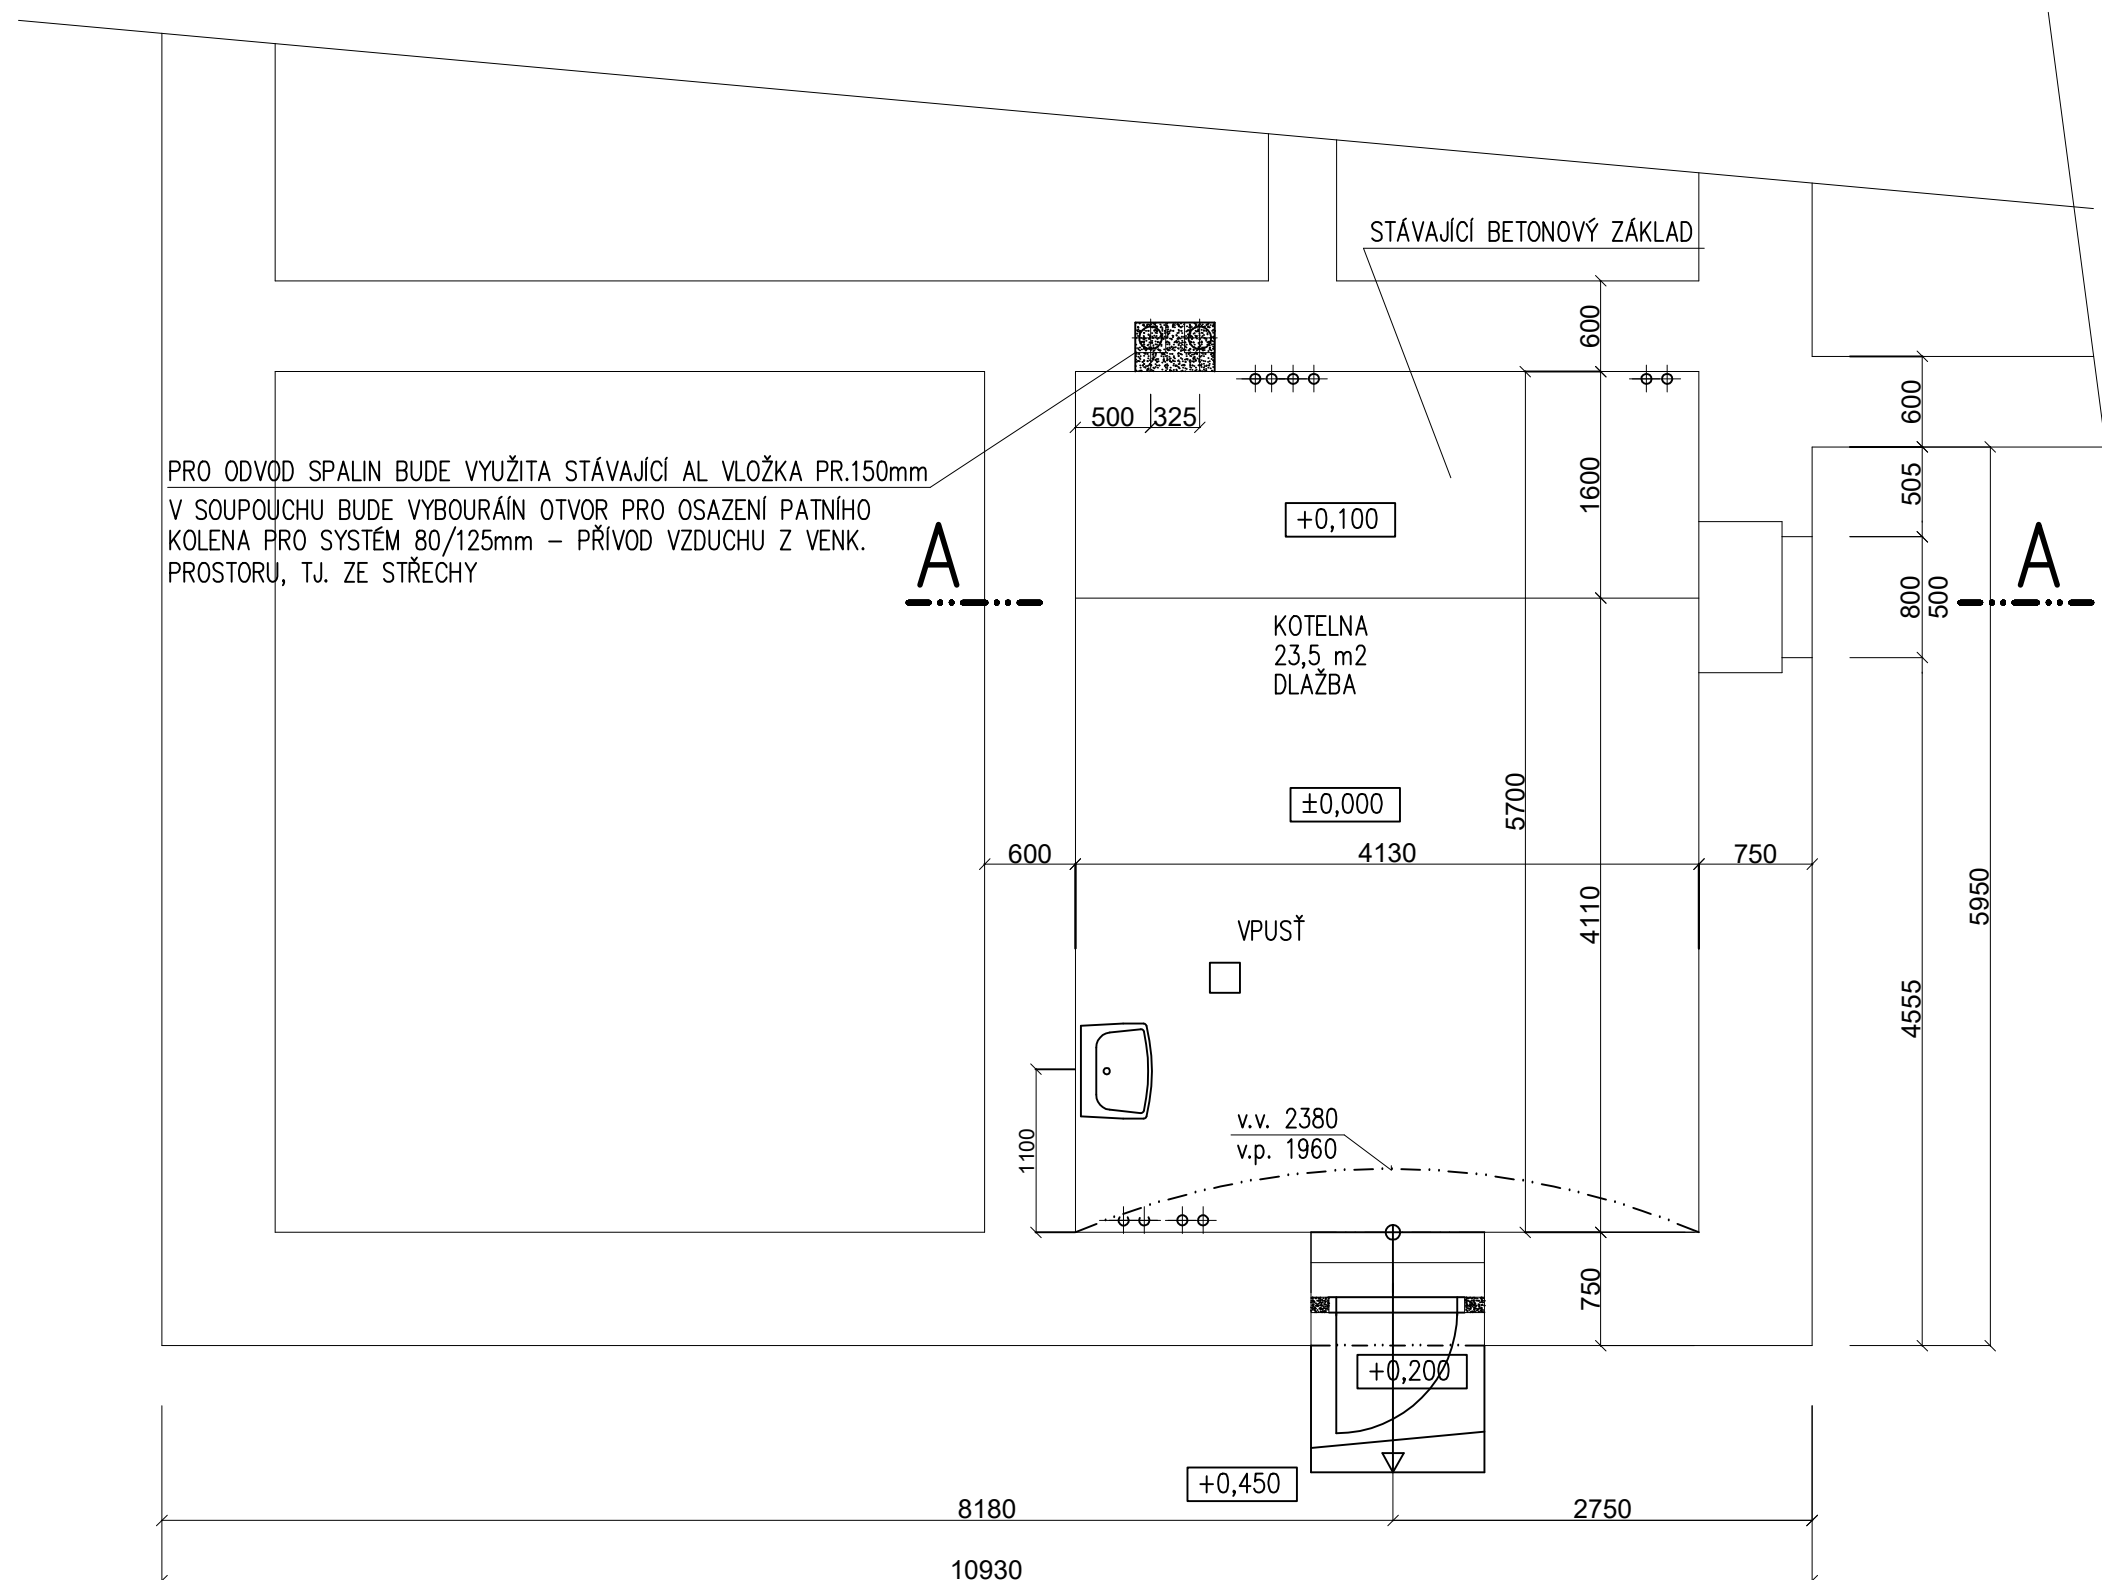 STÁVAJÍCÍ BETONOVÝ ZÁKLAD
600
600
500
325
PRO ODVOD SPALIN BUDE VYUŽITA STÁVAJÍCÍ AL VLOŽKA PR.150mm
V SOUPOUCHU BUDE VYBOURÁÍN OTVOR PRO OSAZENÍ PATNÍHO
KOLENA PRO SYSTÉM 80/125mm – PŘÍVOD VZDUCHU Z VENK.
PROSTORU, TJ. ZE STŘECHY
1600
505
+0,100
A
A
800
500
KOTELNA
23,5 m2
DLAŽBA
±0,000
5700
600
4130
750
4110
5950
VPUSŤ
4555
1100
v.v. 2380
v.p. 1960
750
+0,200
+0,450
8180
2750
10930